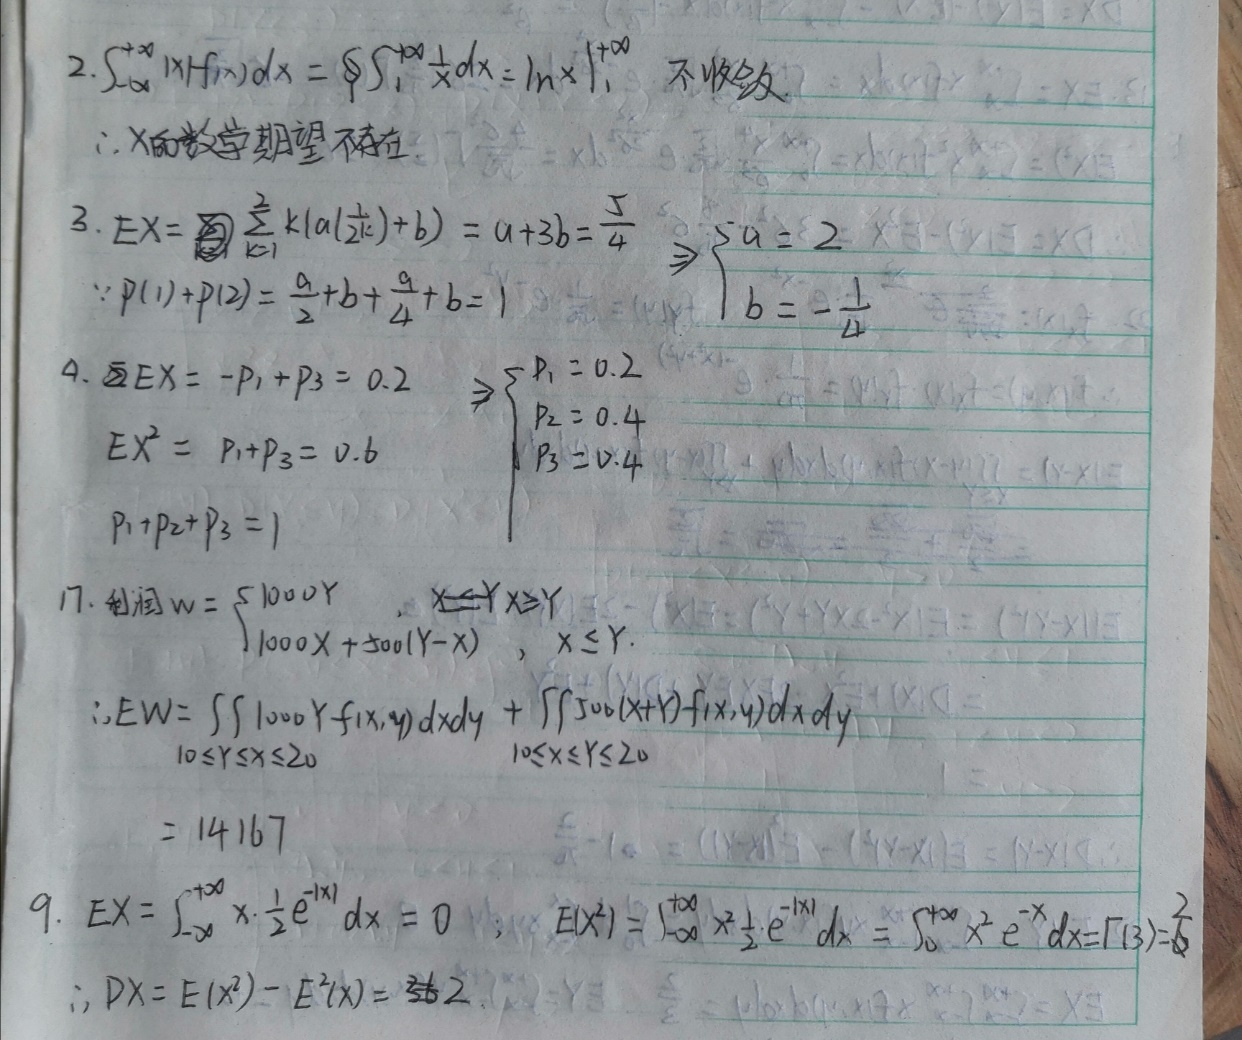 2. ∫_{-∞}^{+∞} |x|f(x)dx = ∫_1^{+∞} 1/x dx = ln x |_1^{+∞} 不收敛.
∴ X的数学期望不存在
3. EX = ∑_{k=1}^{2} k(a(1/2k)+b) = a+3b = 5/4 ⇒ { a = 2
∵ P(1)+P(2) = a/2 + b + a/4 + b = 1 b = -1/4
4. EX = -P₁+P₃ = 0.2 ⇒ { P₁ = 0.2
P₂ = 0.4
EX² = P₁+P₃ = 0.6 P₃ = 0.4
P₁+P₂+P₃ = 1
17. 利润W = { 1000Y , X≥Y
1000X+500(Y-X) , X≤Y.
∴ EW = ∬_{10≤Y≤X≤20} 1000Y f(x,y)dxdy + ∬_{10≤X≤Y≤20} 500(X+Y) f(x,y)dxdy
= 14167
9. EX = ∫_{-∞}^{+∞} x·1/2 e^{-|x|} dx = 0 ; E(X²) = ∫_{-∞}^{+∞} x² 1/2·e^{-|x|} dx = ∫_0^{+∞} x² e^{-x} dx = Γ(3) = 2
∴ DX = E(X²) - E²(X) = 2.